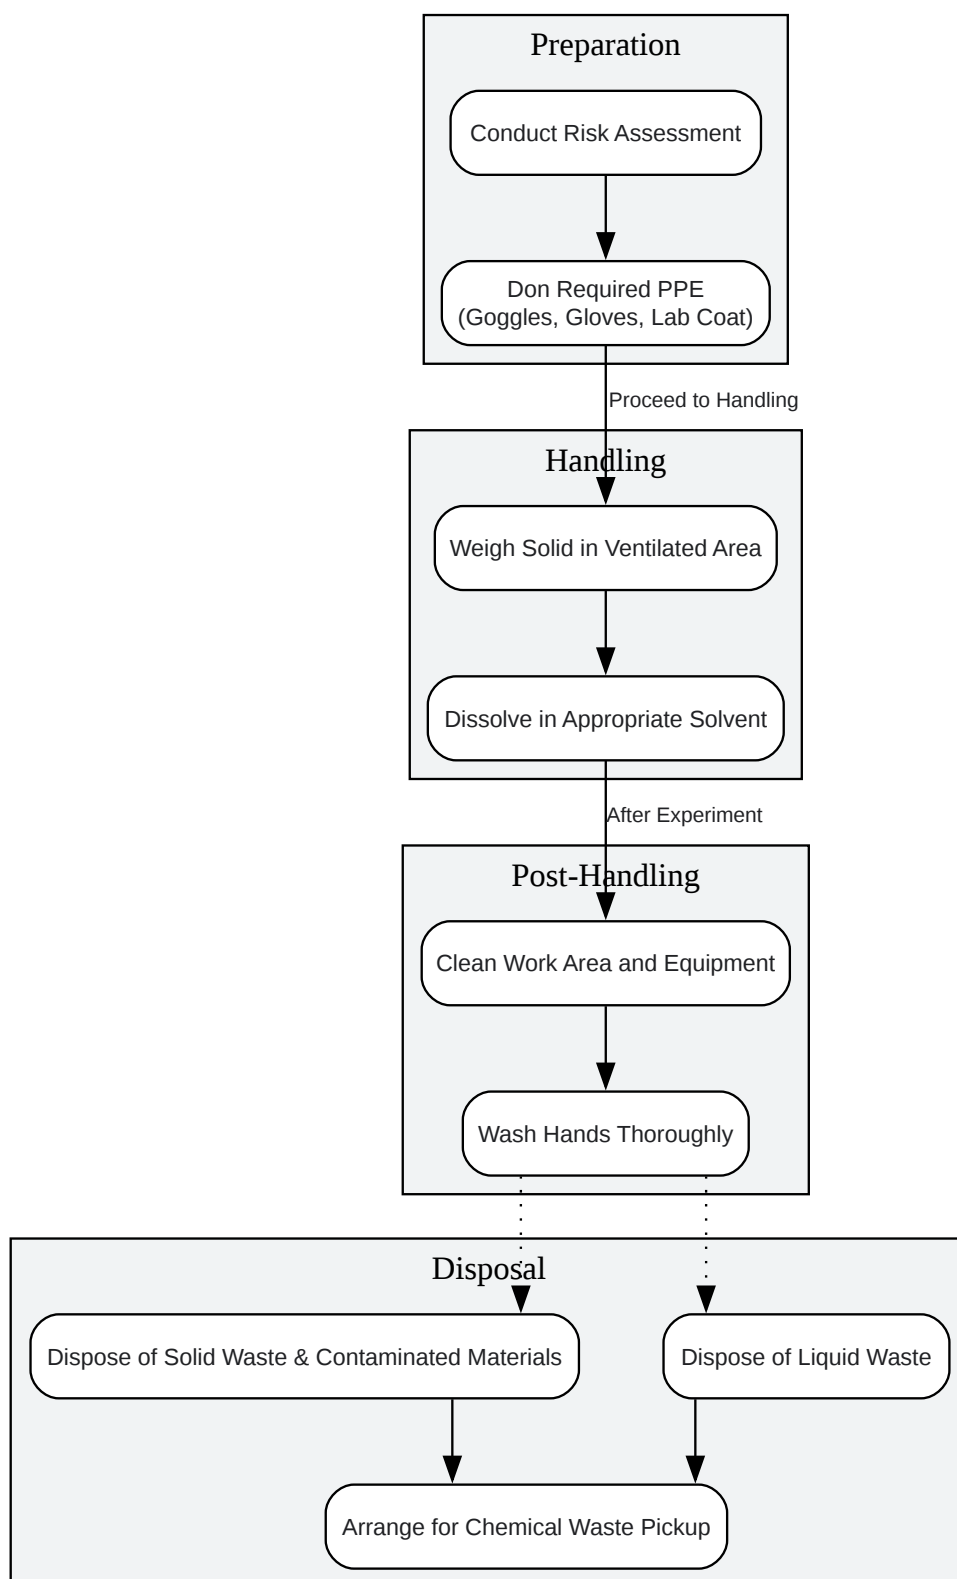 Preparation
Conduct Risk Assessment
Don Required PPE
(Goggles, Gloves, Lab Coat)
Proceed to Handling
Handling
Weigh Solid in Ventilated Area
Dissolve in Appropriate Solvent
After Experiment
Post-Handling
Clean Work Area and Equipment
Wash Hands Thoroughly
Disposal
Dispose of Solid Waste & Contaminated Materials
Dispose of Liquid Waste
Arrange for Chemical Waste Pickup